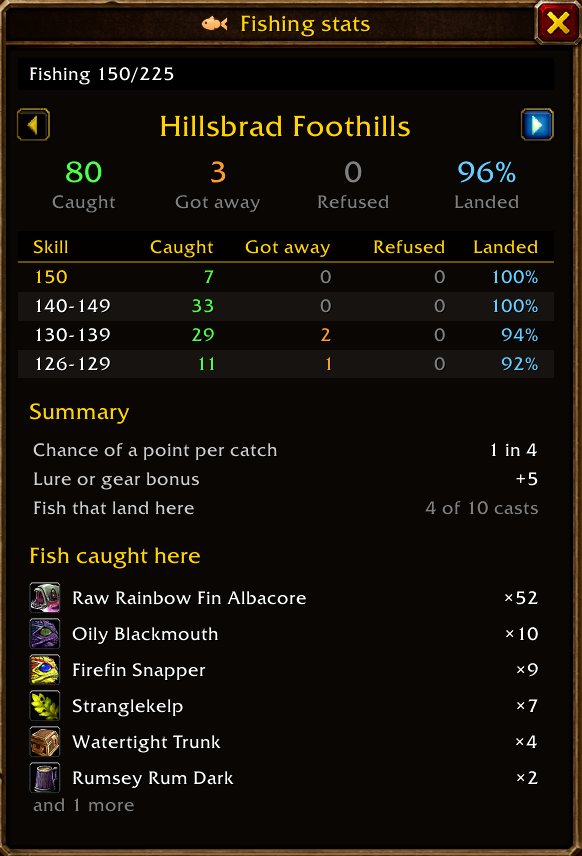 Fishing stats
Fishing 150/225
Hillsbrad Foothills
80 3 0 96%
Caught Got away Refused Landed
Skill Caught Got away Refused Landed
150 7 0 0 100%
140-149 33 0 0 100%
130-139 29 2 0 94%
126-129 11 1 0 92%
Summary
Chance of a point per catch 1 in 4
Lure or gear bonus +5
Fish that land here 4 of 10 casts
Fish caught here
Raw Rainbow Fin Albacore ×52
Oily Blackmouth ×10
Firefin Snapper ×9
Stranglekelp ×7
Watertight Trunk ×4
Rumsey Rum Dark ×2
and 1 more